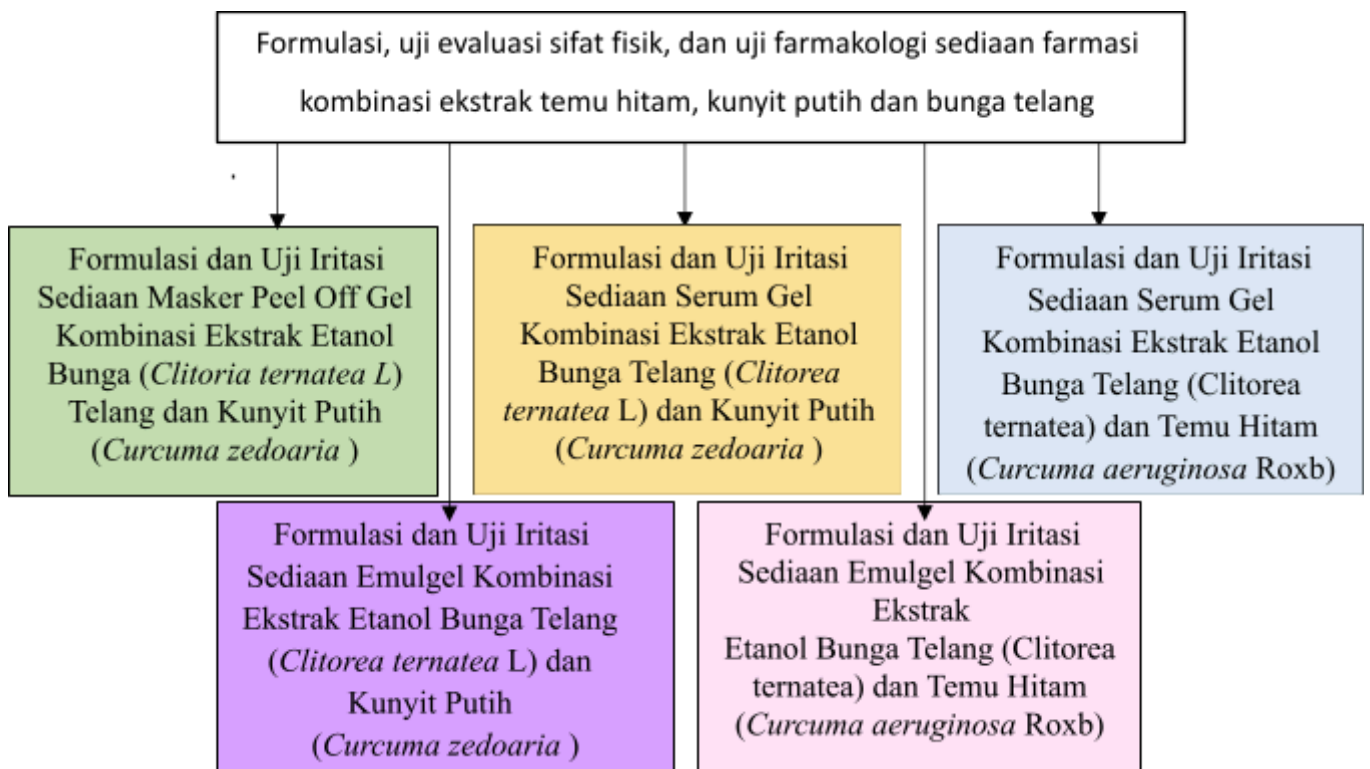 Formulasi, uji evaluasi sifat fisik, dan uji farmakologi sediaan farmasi
kombinasi ekstrak temu hitam, kunyit putih dan bunga telang
Formulasi dan Uji Iritasi
Sediaan Masker Peel Off Gel
Kombinasi Ekstrak Etanol
Bunga (Clitoria ternatea L)
Telang dan Kunyit Putih
(Curcuma zedoaria )
Formulasi dan Uji Iritasi
Sediaan Serum Gel
Kombinasi Ekstrak Etanol
Bunga Telang (Clitorea
ternatea L) dan Kunyit Putih
(Curcuma zedoaria )
Formulasi dan Uji Iritasi
Sediaan Serum Gel
Kombinasi Ekstrak Etanol
Bunga Telang (Clitorea
ternatea) dan Temu Hitam
(Curcuma aeruginosa Roxb)
Formulasi dan Uji Iritasi
Sediaan Emulgel Kombinasi
Ekstrak Etanol Bunga Telang
(Clitorea ternatea L) dan
Kunyit Putih
(Curcuma zedoaria )
Formulasi dan Uji Iritasi
Sediaan Emulgel Kombinasi
Ekstrak
Etanol Bunga Telang (Clitorea
ternatea) dan Temu Hitam
(Curcuma aeruginosa Roxb)